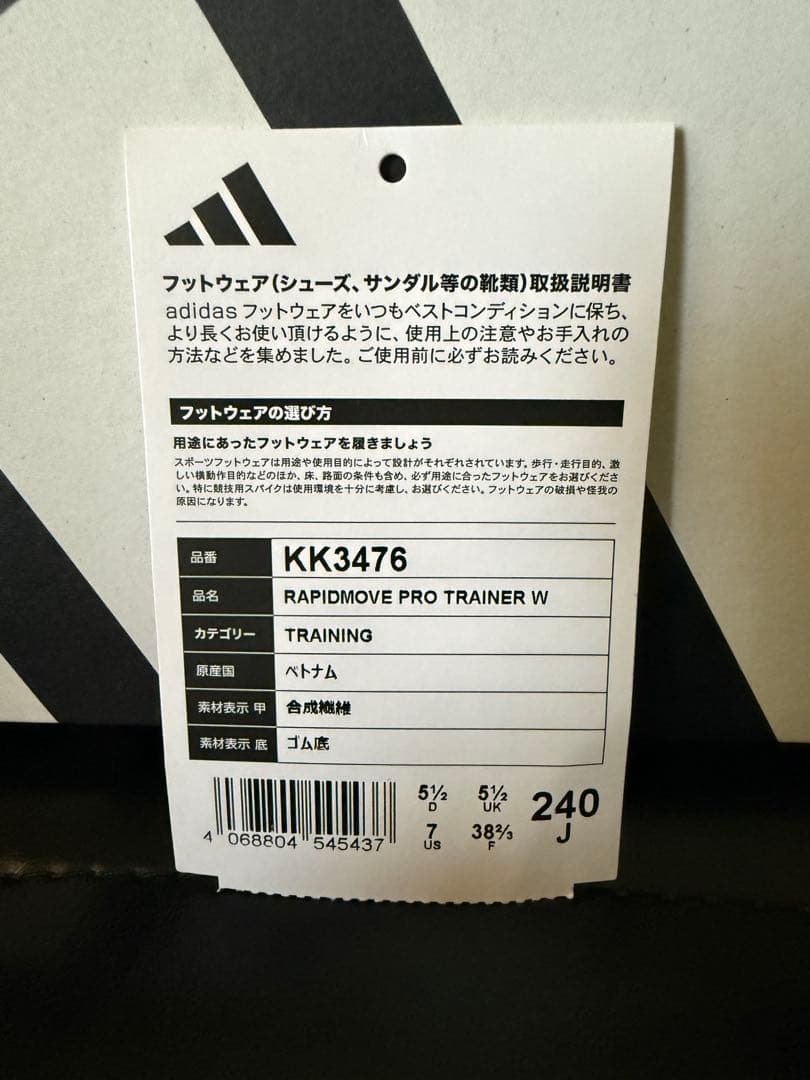 フットウェア(シューズ、サンダル等の靴類)取扱説明書
adidas フットウェアをいつもベストコンディションに保ち、
より長くお使い頂けるように、使用上の注意やお手入れの
方法などを集めました。ご使用前に必ずお読みください。
フットウェアの選び方
用途にあったフットウェアを履きましょう
スポーツフットウェアは用途や使用目的によって設計がそれぞれされています。歩行・走行目的、激
しい横動作目的などのほか、床、路面の条件も含め、必ず用途に合ったフットウェアをお選びくださ
い。特に競技用スパイクは使用環境を十分に考慮し、お選びください。フットウェアの破損や怪我の
原因になります。
品番 KK3476
品名 RAPIDMOVE PRO TRAINER W
カテゴリー TRAINING
原産国 ベトナム
素材表示 甲 合成繊維
素材表示 底 ゴム底
5½ 5½ 240
D UK J
7 38⅔
US F
4 068804 545437